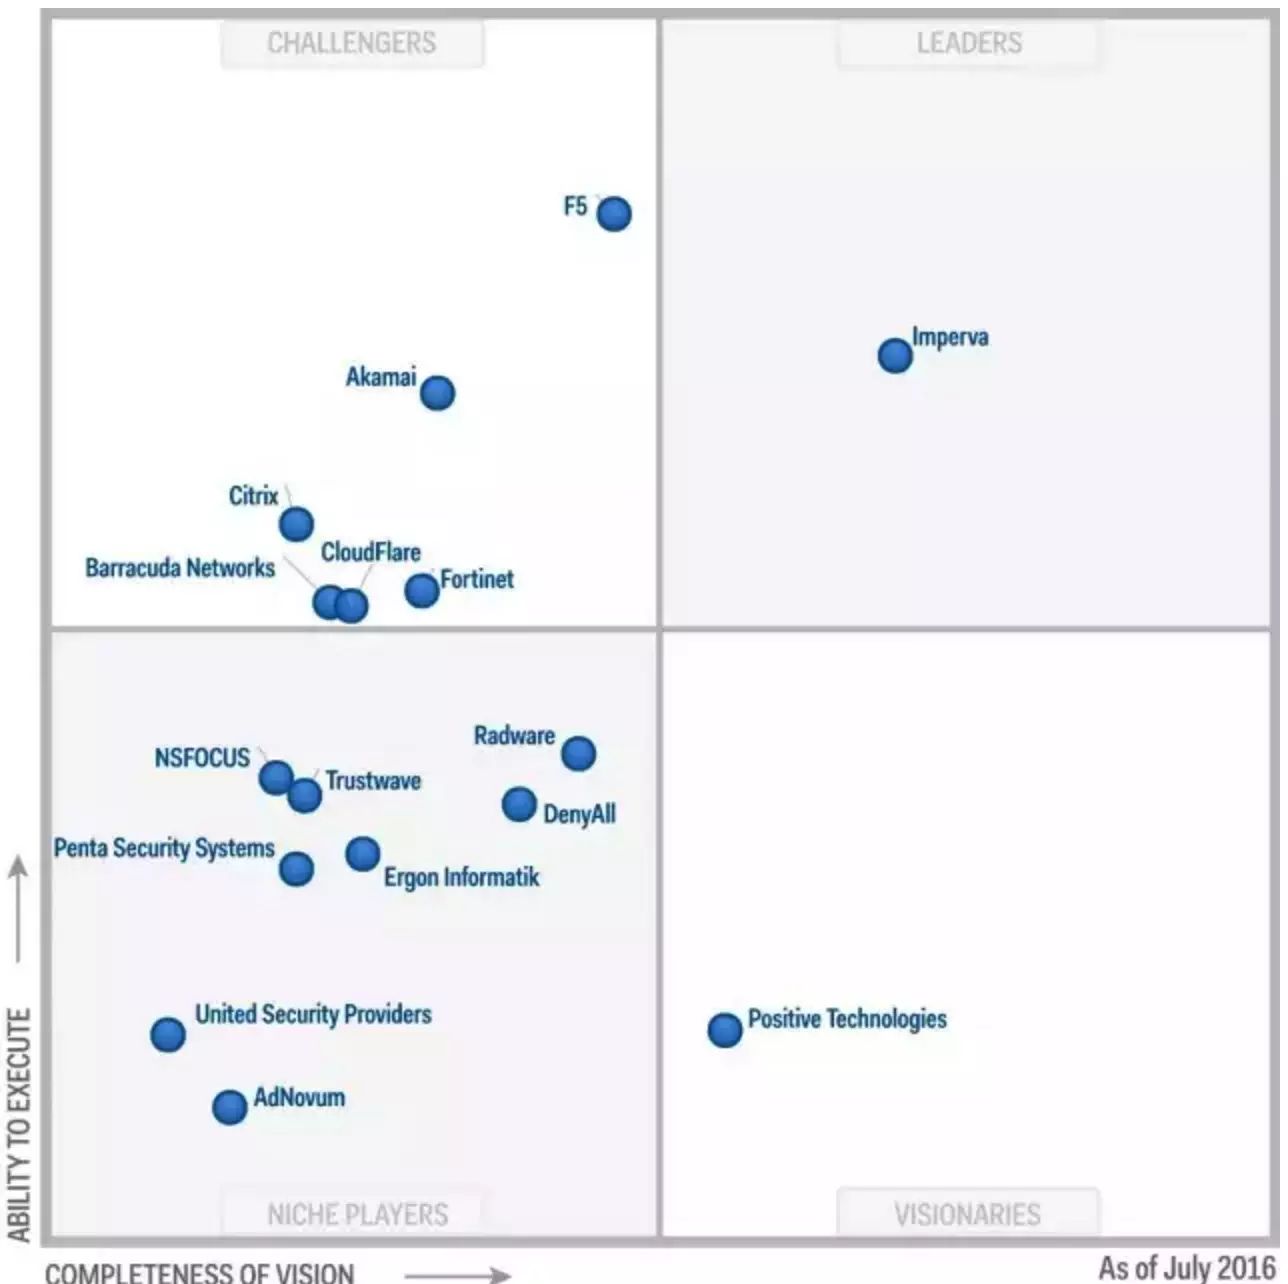 CHALLENGERS
LEADERS
F5
Imperva
Akamai
Citrix
CloudFlare
Barracuda Networks
Fortinet
Radware
NSFOCUS
Trustwave
DenyAll
Penta Security Systems
Ergon Informatik
United Security Providers
Positive Technologies
AdNovum
NICHE PLAYERS
VISIONARIES
ABILITY TO EXECUTE
COMPLETENESS OF VISION
As of July 2016